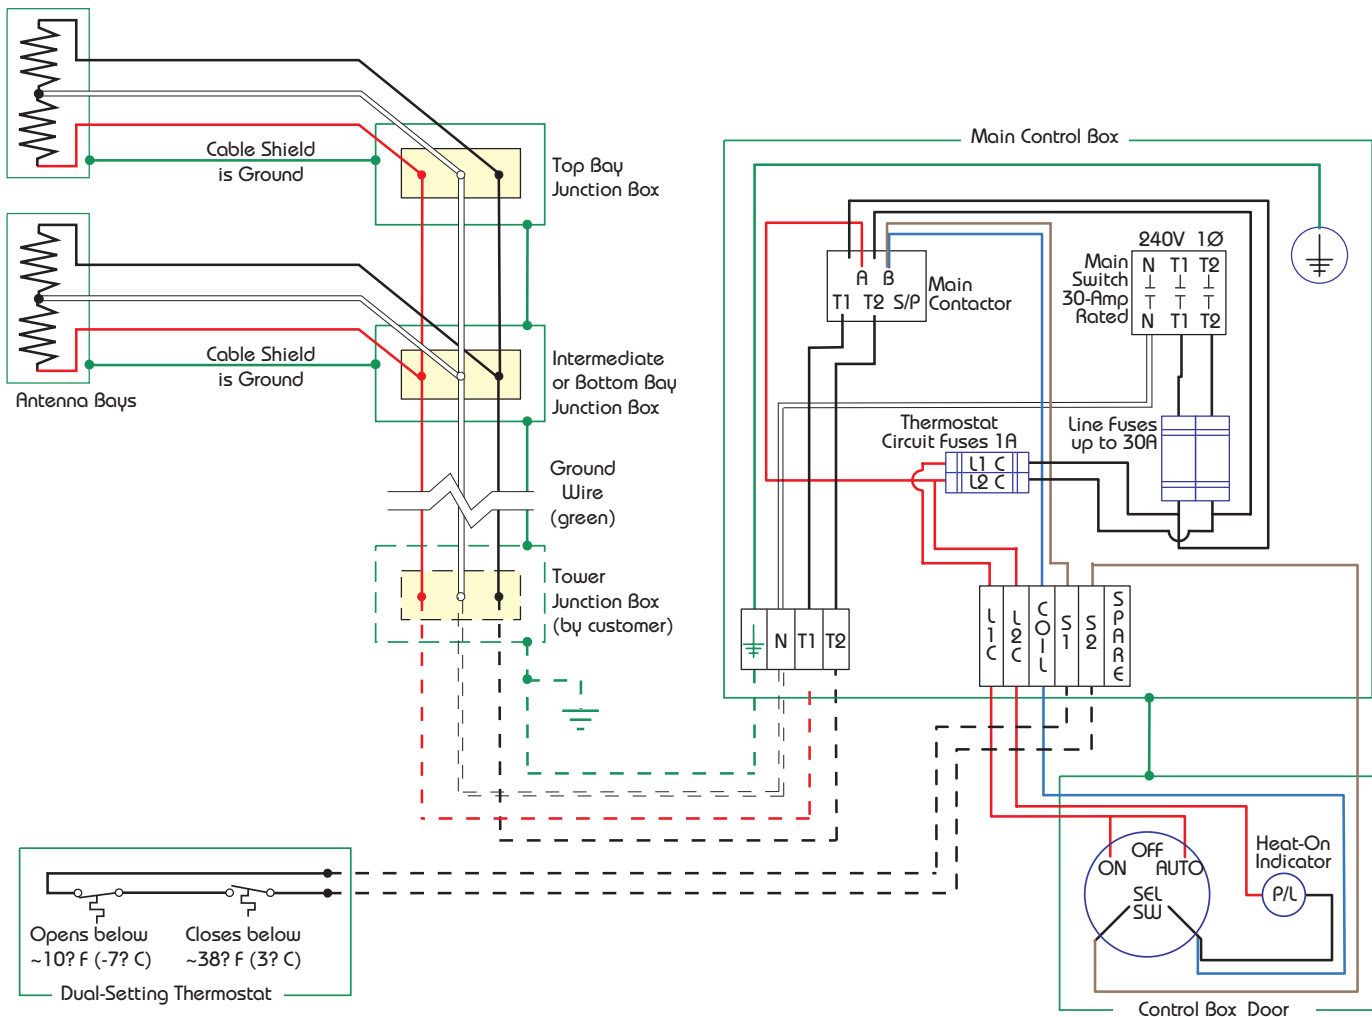 Main Control Box
Cable Shield
is Ground
Top Bay
Junction Box
240V 1Ø
Main
Switch
30-Amp
Rated
N T1 T2
N T1 T2
A B
T1 T2 S/P
Main
Contactor
Cable Shield
is Ground
Intermediate
or Bottom Bay
Junction Box
Antenna Bays
Thermostat
Circuit Fuses 1A
L1 C
L2 C
Line Fuses
up to 30A
Ground
Wire
(green)
Tower
Junction Box
(by customer)
N T1 T2
L1C
L2C
COIL
S1
S2
SPARE
Opens below
~10? F (-7? C)
Closes below
~38? F (3? C)
Dual-Setting Thermostat
OFF
ON AUTO
SEL
SW
Heat-On
Indicator
P/L
Control Box Door